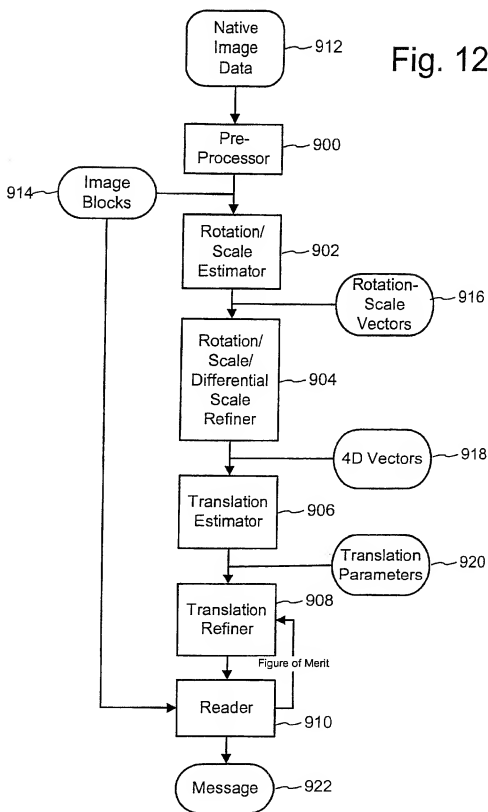 Fig. 12
Native
Image
Data
912
Pre-
Processor
900
914
Image
Blocks
Rotation/
Scale
Estimator
902
Rotation-
Scale
Vectors
916
Rotation/
Scale/
Differential
Scale
Refiner
904
4D Vectors
918
Translation
Estimator
906
Translation
Parameters
920
Translation
Refiner
908
Figure of Merit
Reader
910
Message
922